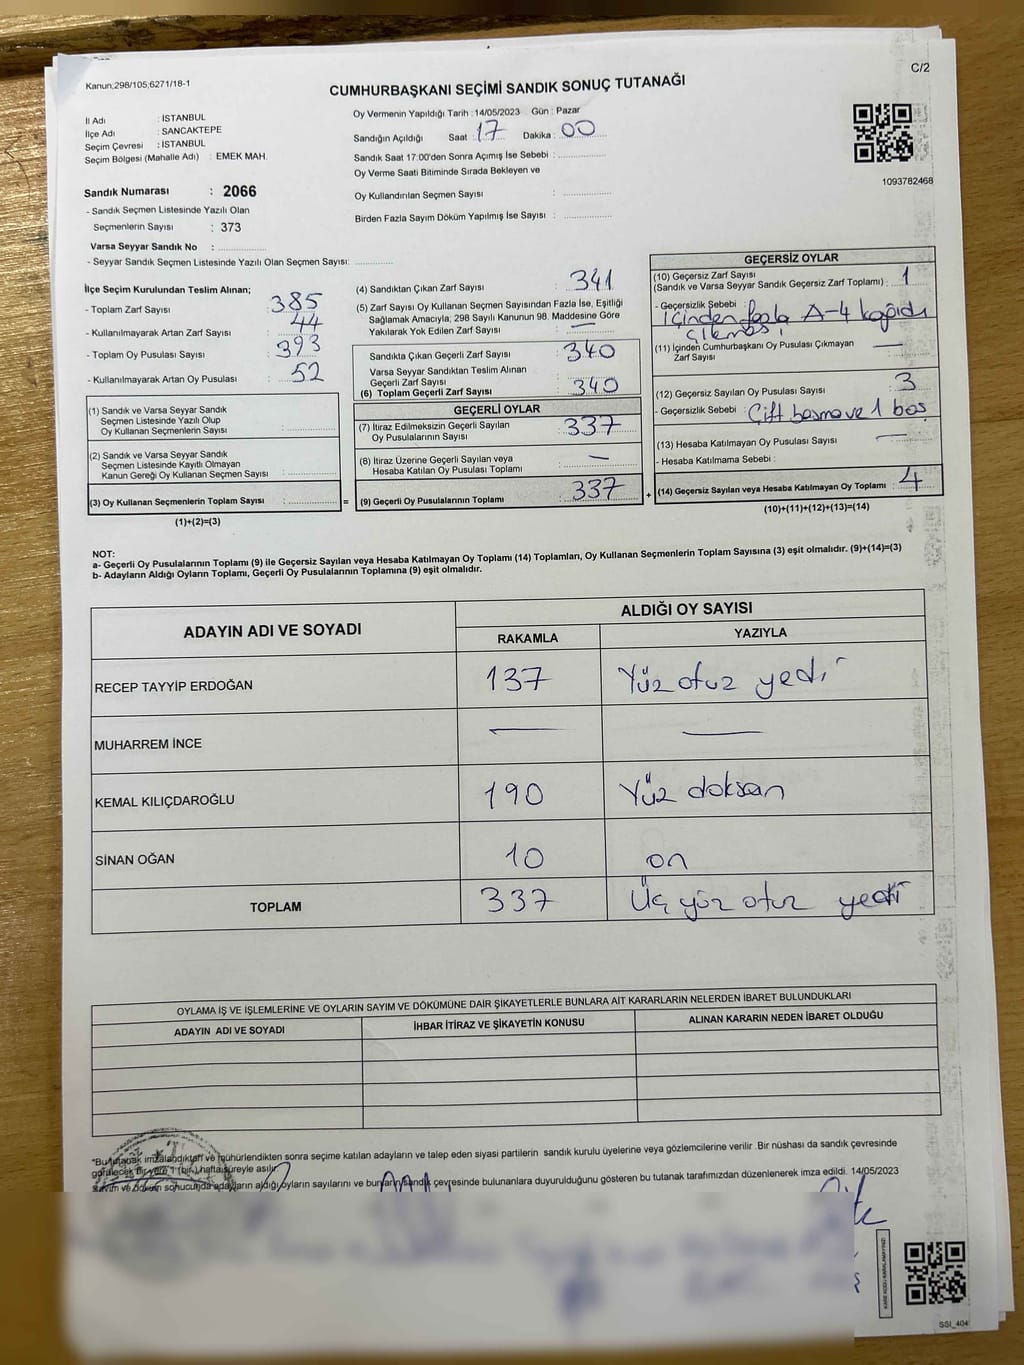 Kanun;298/105;6271/18-1
C/2
CUMHURBAŞKANI SEÇİMİ SANDIK SONUÇ TUTANAĞI
İl Adı : İSTANBUL
İlçe Adı : SANCAKTEPE
Seçim Çevresi : İSTANBUL
Seçim Bölgesi (Mahalle Adı) : EMEK MAH.
Oy Vermenin Yapıldığı Tarih : 14/05/2023 Gün : Pazar
Sandığın Açıldığı Saat : 17 Dakika : 00
Sandık Saat 17:00'den Sonra Açımış İse Sebebi :
Oy Verme Saati Bitiminde Sırada Bekleyen ve
Oy Kullandırılan Seçmen Sayısı :
Birden Fazla Sayım Döküm Yapılmış İse Sayısı :
1093782468
Sandık Numarası : 2066
- Sandık Seçmen Listesinde Yazılı Olan
Seçmenlerin Sayısı : 373
Varsa Seyyar Sandık No :
- Seyyar Sandık Seçmen Listesinde Yazılı Olan Seçmen Sayısı:
İlçe Seçim Kurulundan Teslim Alınan;
- Toplam Zarf Sayısı : 385
- Kullanılmayarak Artan Zarf Sayısı : 44
- Toplam Oy Pusulası Sayısı : 393
- Kullanılmayarak Artan Oy Pusulası : 52
(1) Sandık ve Varsa Seyyar Sandık
Seçmen Listesinde Yazılı Olup
Oy Kullanan Seçmenlerin Sayısı :
(2) Sandık ve Varsa Seyyar Sandık
Seçmen Listesinde Kayıtlı Olmayan
Kanun Gereği Oy Kullanan Seçmen Sayısı :
(3) Oy Kullanan Seçmenlerin Toplam Sayısı : =
(1)+(2)=(3)
(4) Sandıktan Çıkan Zarf Sayısı : 341
(5) Zarf Sayısı Oy Kullanan Seçmen Sayısından Fazla İse, Eşitliği
Sağlamak Amacıyla, 298 Sayılı Kanunun 98. Maddesine Göre
Yakılarak Yok Edilen Zarf Sayısı : —
Sandıkta Çıkan Geçerli Zarf Sayısı : 340
Varsa Seyyar Sandıktan Teslim Alınan
Geçerli Zarf Sayısı :
(6) Toplam Geçerli Zarf Sayısı : 340
GEÇERLİ OYLAR
(7) İtiraz Edilmeksizin Geçerli Sayılan
Oy Pusulalarının Sayısı : 337
(8) İtiraz Üzerine Geçerli Sayılan veya
Hesaba Katılan Oy Pusulası Toplamı : —
(9) Geçerli Oy Pusulalarının Toplamı : 337 +
GEÇERSİZ OYLAR
(10) Geçersiz Zarf Sayısı
(Sandık ve Varsa Seyyar Sandık Geçersiz Zarf Toplamı) : 1
- Geçersizlik Sebebi : İçinden fazla A-4 kağıdı
çıkması
(11) İçinden Cumhurbaşkanı Oy Pusulası Çıkmayan
Zarf Sayısı : —
(12) Geçersiz Sayılan Oy Pusulası Sayısı : 3
- Geçersizlik Sebebi : Çift basma ve 1 boş
(13) Hesaba Katılmayan Oy Pusulası Sayısı : —
- Hesaba Katılmama Sebebi :
(14) Geçersiz Sayılan veya Hesaba Katılmayan Oy Toplamı : 4
(10)+(11)+(12)+(13)=(14)
NOT:
a- Geçerli Oy Pusulalarının Toplamı (9) ile Geçersiz Sayılan veya Hesaba Katılmayan Oy Toplamı (14) Toplamları, Oy Kullanan Seçmenlerin Toplam Sayısına (3) eşit olmalıdır. (9)+(14)=(3)
b- Adayların Aldığı Oyların Toplamı, Geçerli Oy Pusulalarının Toplamına (9) eşit olmalıdır.
ADAYIN ADI VE SOYADI ALDIĞI OY SAYISI
RAKAMLA YAZIYLA
RECEP TAYYİP ERDOĞAN 137 Yüz otuz yedi
MUHARREM İNCE — —
KEMAL KILIÇDAROĞLU 190 Yüz doksan
SİNAN OĞAN 10 on
TOPLAM 337 Üç yüz otuz yedi
OYLAMA İŞ VE İŞLEMLERİNE VE OYLARIN SAYIM VE DÖKÜMÜNE DAİR ŞİKAYETLERLE BUNLARA AİT KARARLARIN NELERDEN İBARET BULUNDUKLARI
ADAYIN ADI VE SOYADI İHBAR İTİRAZ VE ŞİKAYETİN KONUSU ALINAN KARARIN NEDEN İBARET OLDUĞU
*Bu tutanak imzalandıktan ve mühürlendikten sonra seçime katılan adayların ve talep eden siyasi partilerin sandık kurulu üyelerine veya gözlemcilerine verilir. Bir nüshası da sandık çevresinde
görülecek bir yere 1 (bir) hafta süreyle asılır.
Sayım ve döküm sonucunda adayların aldığı oyların sayılarını ve bunların sandık çevresinde bulunanlara duyurulduğunu gösteren bu tutanak tarafımızdan düzenlenerek imza edildi. 14/05/2023
SSI_404